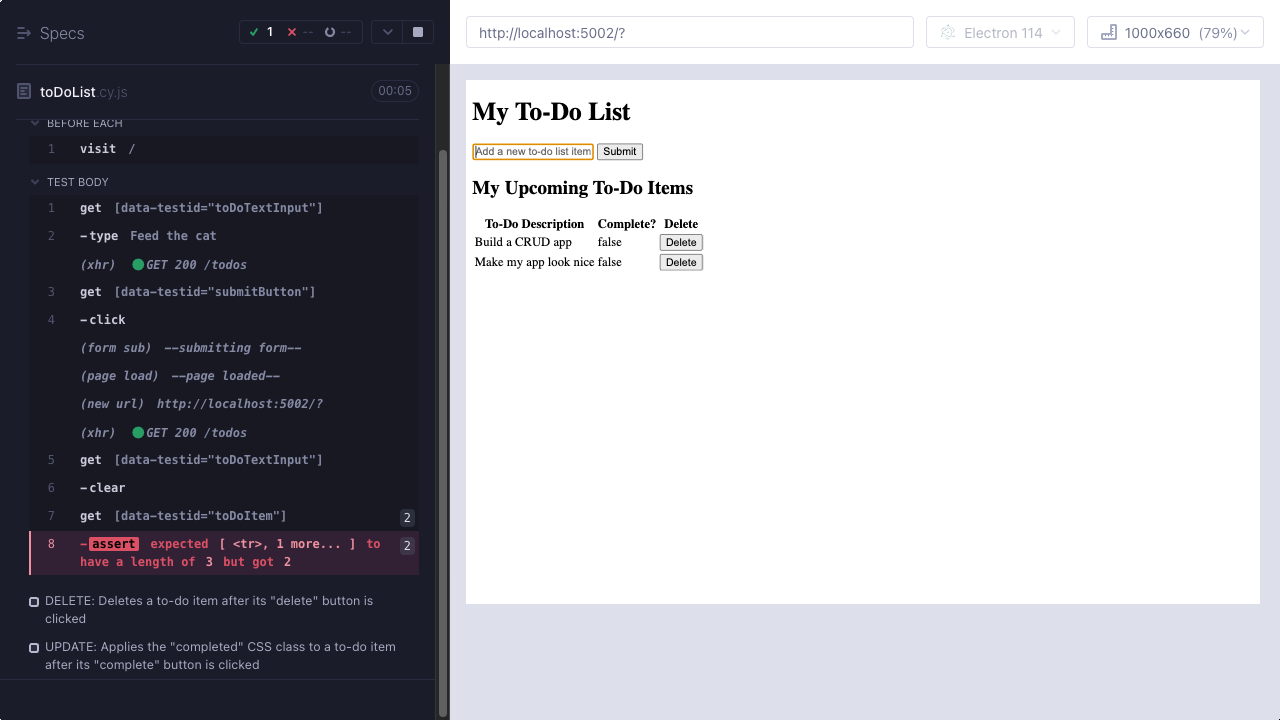 Specs
1
--
--
toDoList.cy.js
00:05
BEFORE EACH
1 visit /
TEST BODY
1 get [data-testid="toDoTextInput"]
2 -type Feed the cat
(xhr) GET 200 /todos
3 get [data-testid="submitButton"]
4 -click
(form sub) --submitting form--
(page load) --page loaded--
(new url) http://localhost:5002/?
(xhr) GET 200 /todos
5 get [data-testid="toDoTextInput"]
6 -clear
7 get [data-testid="toDoItem"] 2
8 -assert expected [ <tr>, 1 more... ] to 2
have a length of 3 but got 2
DELETE: Deletes a to-do item after its "delete" button is
clicked
UPDATE: Applies the "completed" CSS class to a to-do item
after its "complete" button is clicked
http://localhost:5002/?
Electron 114
1000x660 (79%)
My To-Do List
Add a new to-do list item Submit
My Upcoming To-Do Items
To-Do Description Complete? Delete
Build a CRUD app false Delete
Make my app look nice false Delete